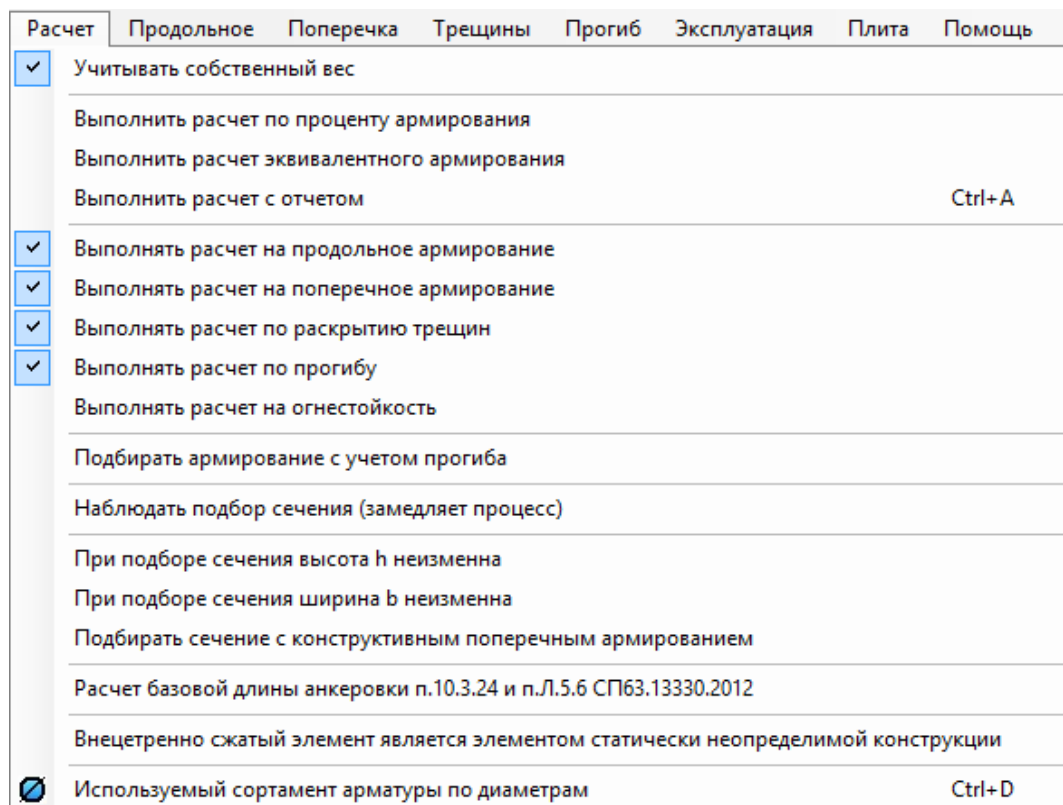 Расчет Продольное Поперечка Трещины Прогиб Эксплуатация Плита Помощь
Учитывать собственный вес
Выполнить расчет по проценту армирования
Выполнить расчет эквивалентного армирования
Выполнить расчет с отчетом Ctrl+A
Выполнять расчет на продольное армирование
Выполнять расчет на поперечное армирование
Выполнять расчет по раскрытию трещин
Выполнять расчет по прогибу
Выполнять расчет на огнестойкость
Подбирать армирование с учетом прогиба
Наблюдать подбор сечения (замедляет процесс)
При подборе сечения высота h неизменна
При подборе сечения ширина b неизменна
Подбирать сечение с конструктивным поперечным армированием
Расчет базовой длины анкеровки п.10.3.24 и п.Л.5.6 СП63.13330.2012
Внецетренно сжатый элемент является элементом статически неопределимой конструкции
Используемый сортамент арматуры по диаметрам Ctrl+D